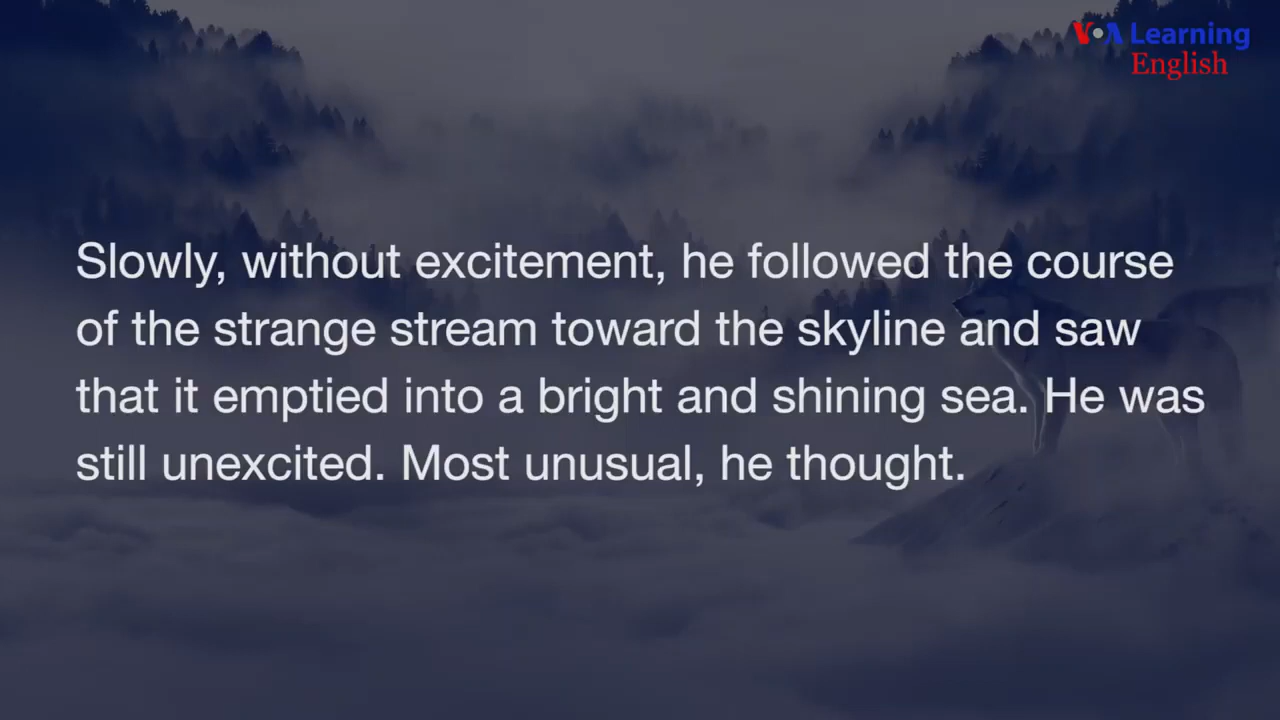 VOA Learning
English
Slowly, without excitement, he followed the course
of the strange stream toward the skyline and saw
that it emptied into a bright and shining sea. He was
still unexcited. Most unusual, he thought.